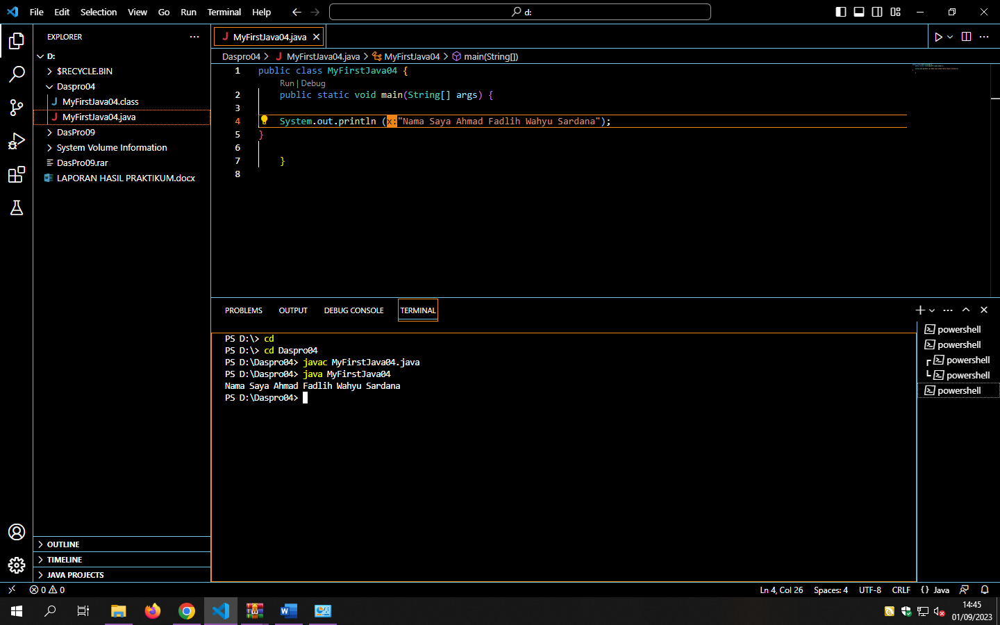 File Edit Selection View Go Run Terminal Help
d:
EXPLORER
D:
$RECYCLE.BIN
Daspro04
MyFirstJava04.class
MyFirstJava04.java
DasPro09
System Volume Information
DasPro09.rar
LAPORAN HASIL PRAKTIKUM.docx
OUTLINE
TIMELINE
JAVA PROJECTS
MyFirstJava04.java
Daspro04 > MyFirstJava04.java > MyFirstJava04 > main(String[])
1 public class MyFirstJava04 {
Run | Debug
2 public static void main(String[] args) {
3
4 System.out.println (x:"Nama Saya Ahmad Fadlih Wahyu Sardana");
5 }
6
7 }
8
PROBLEMS OUTPUT DEBUG CONSOLE TERMINAL
PS D:\> cd
PS D:\> cd Daspro04
PS D:\Daspro04> javac MyFirstJava04.java
PS D:\Daspro04> java MyFirstJava04
Nama Saya Ahmad Fadlih Wahyu Sardana
PS D:\Daspro04>
powershell
powershell
powershell
powershell
powershell
0 0
Ln 4, Col 26 Spaces: 4 UTF-8 CRLF {} Java
14:45
01/09/2023